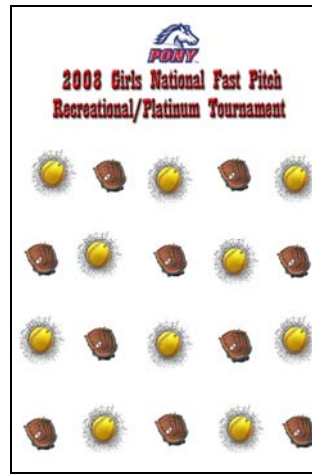 PONY
2008 Girls National Fast Pitch
Recreational/Platinum Tournament